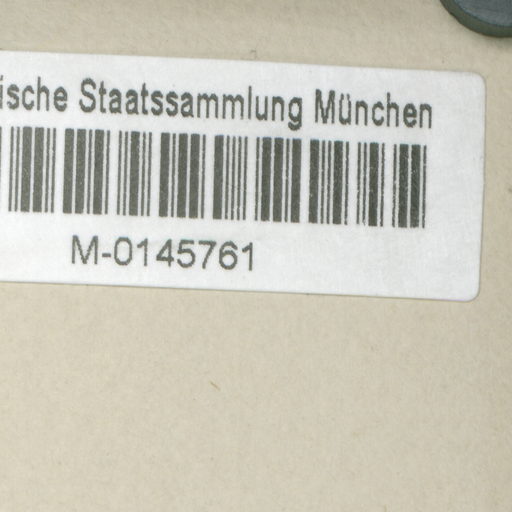 ische Staatssammlung München
M-0145761